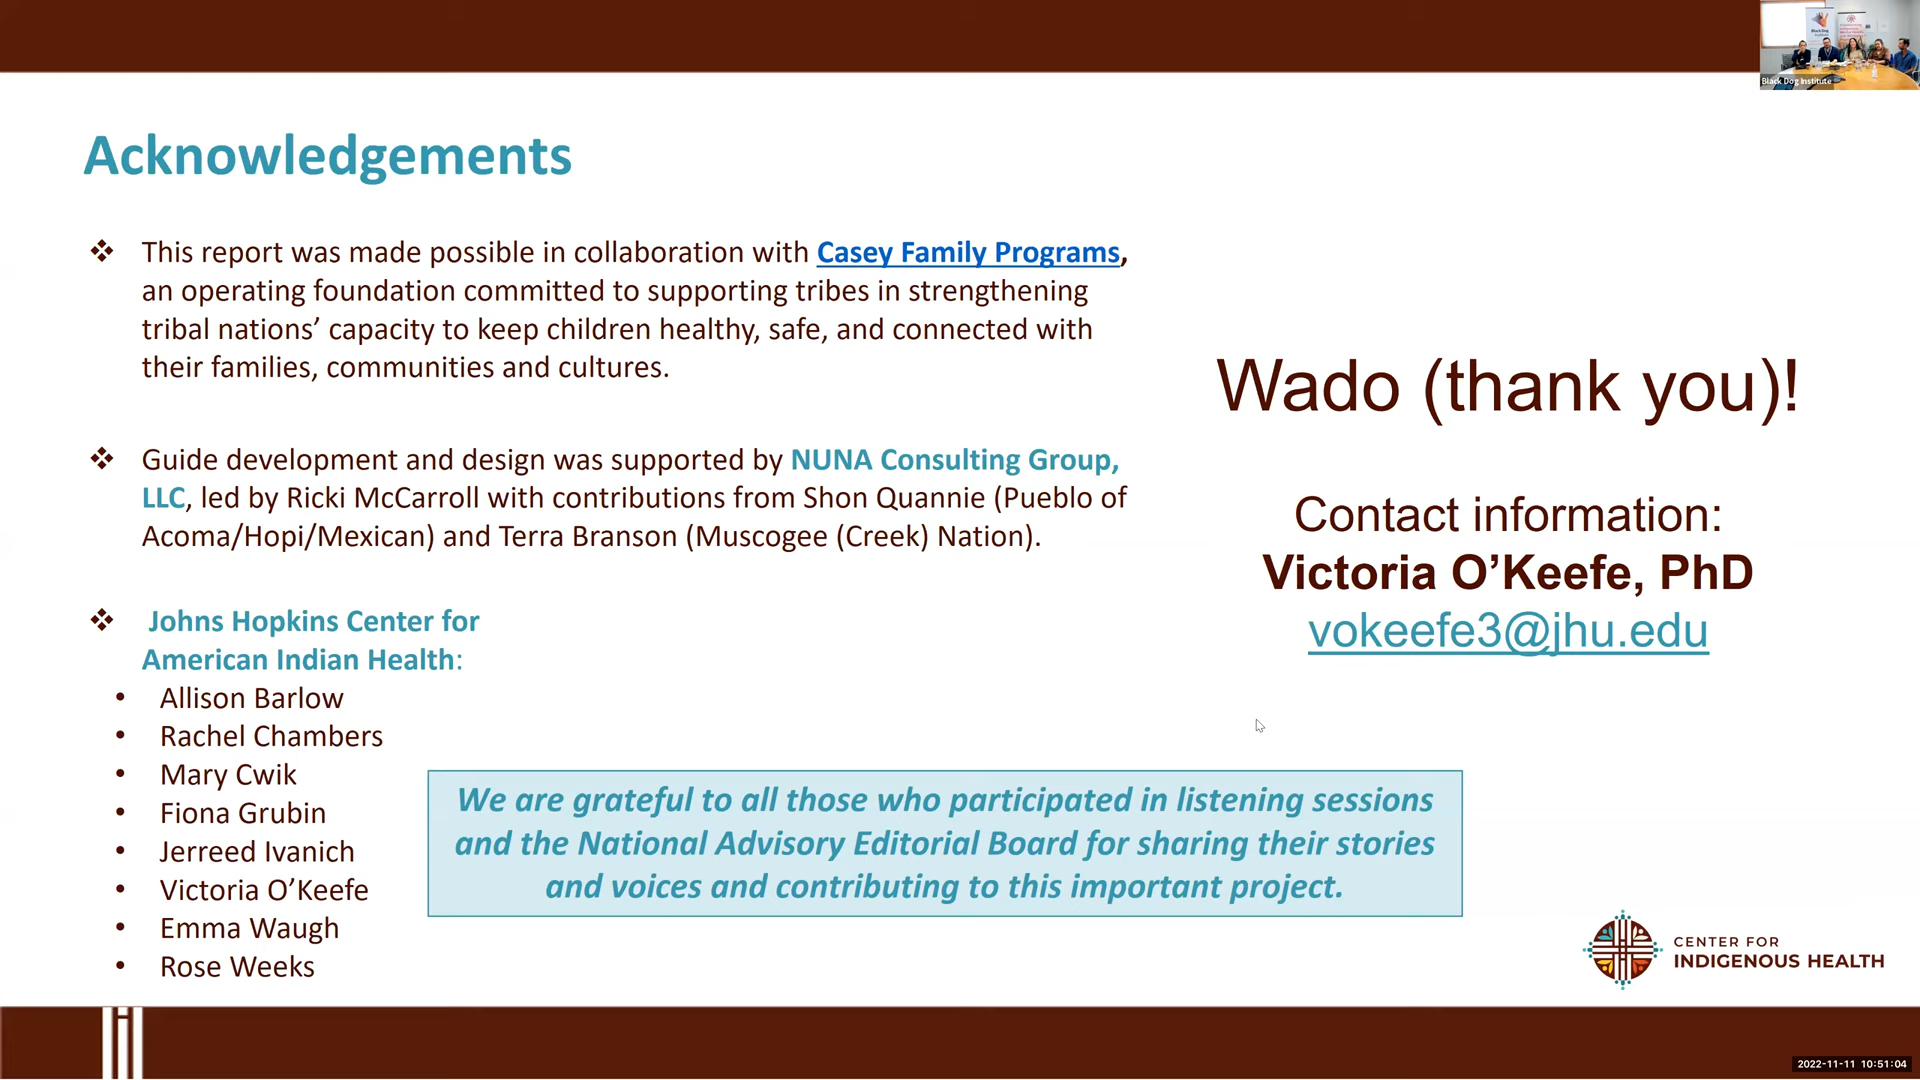 Acknowledgements
❖ This report was made possible in collaboration with Casey Family Programs,
an operating foundation committed to supporting tribes in strengthening
tribal nations’ capacity to keep children healthy, safe, and connected with
their families, communities and cultures.
❖ Guide development and design was supported by NUNA Consulting Group,
LLC, led by Ricki McCarroll with contributions from Shon Quannie (Pueblo of
Acoma/Hopi/Mexican) and Terra Branson (Muscogee (Creek) Nation).
❖ Johns Hopkins Center for
American Indian Health:
• Allison Barlow
• Rachel Chambers
• Mary Cwik
• Fiona Grubin
• Jerreed Ivanich
• Victoria O’Keefe
• Emma Waugh
• Rose Weeks
We are grateful to all those who participated in listening sessions
and the National Advisory Editorial Board for sharing their stories
and voices and contributing to this important project.
Wado (thank you)!
Contact information:
Victoria O’Keefe, PhD
vokeefe3@jhu.edu
CENTER FOR
INDIGENOUS HEALTH
Black Dog Institute
2022-11-11 10:51:04